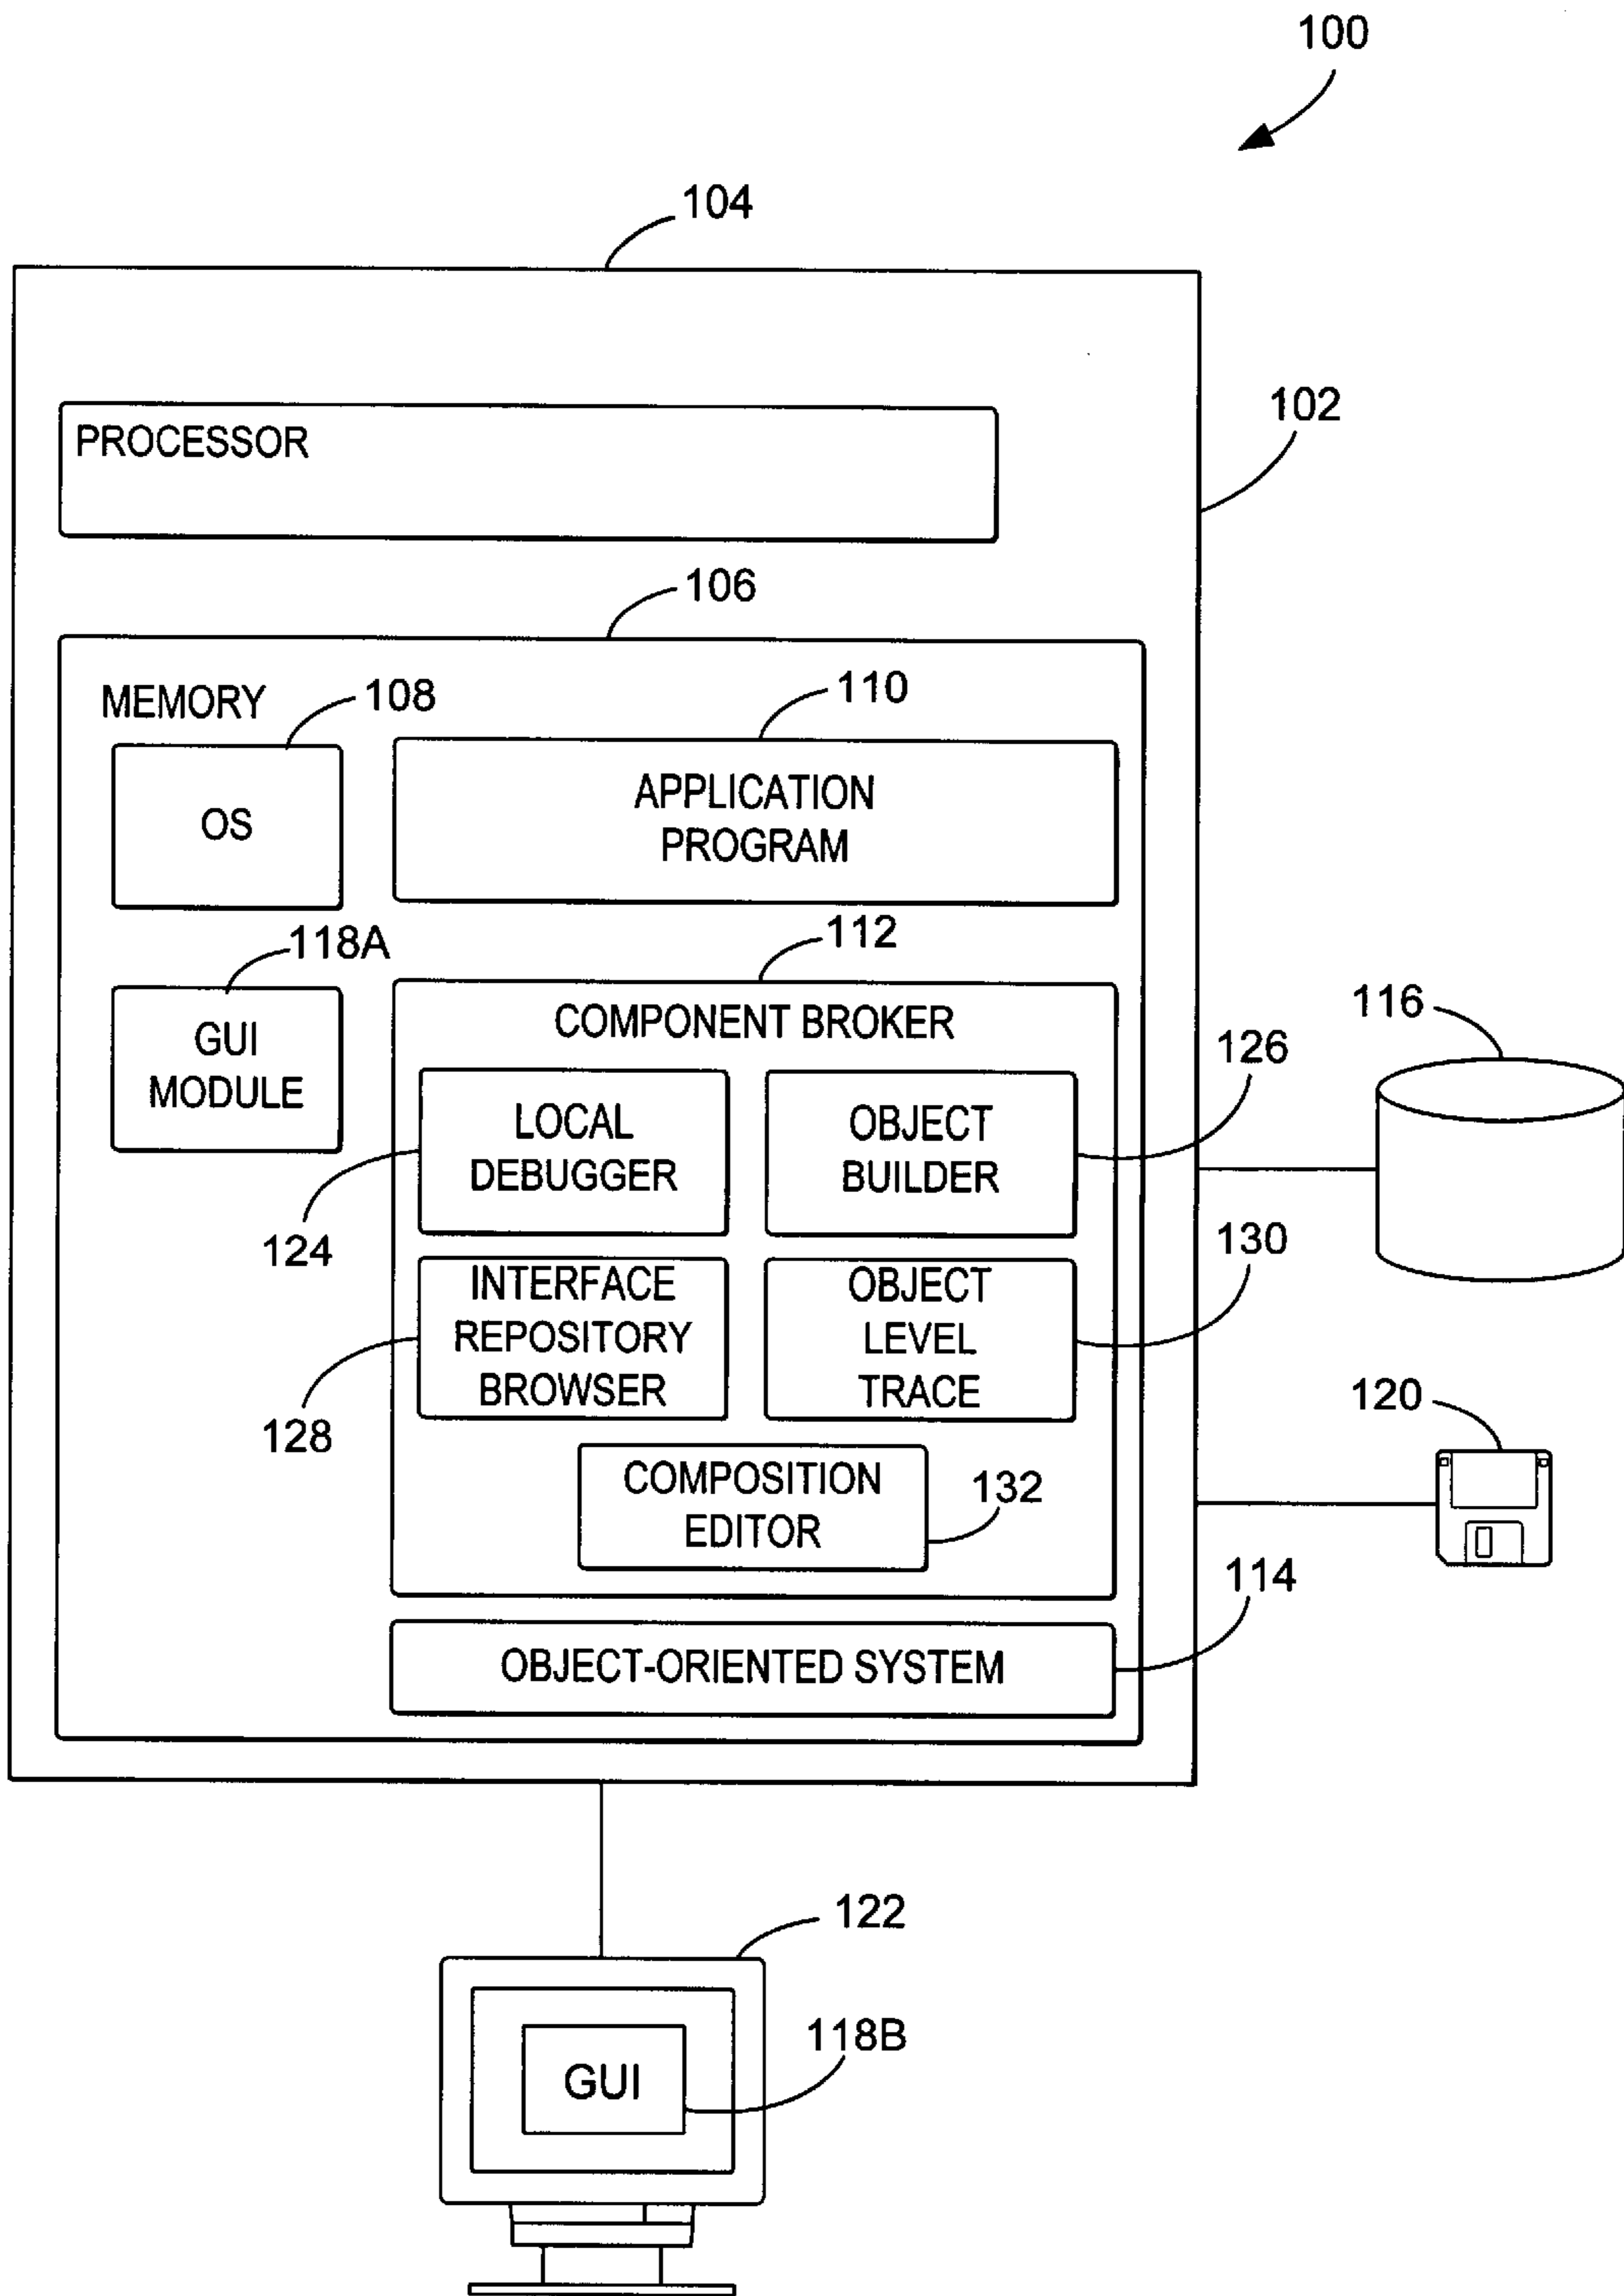 100
104
102
PROCESSOR
106
MEMORY
108
110
OS
APPLICATION
PROGRAM
118A
112
GUI
MODULE
COMPONENT BROKER
116
126
LOCAL
DEBUGGER
OBJECT
BUILDER
124
130
INTERFACE
REPOSITORY
BROWSER
OBJECT
LEVEL
TRACE
128
120
COMPOSITION
EDITOR
132
114
OBJECT-ORIENTED SYSTEM
122
118B
GUI